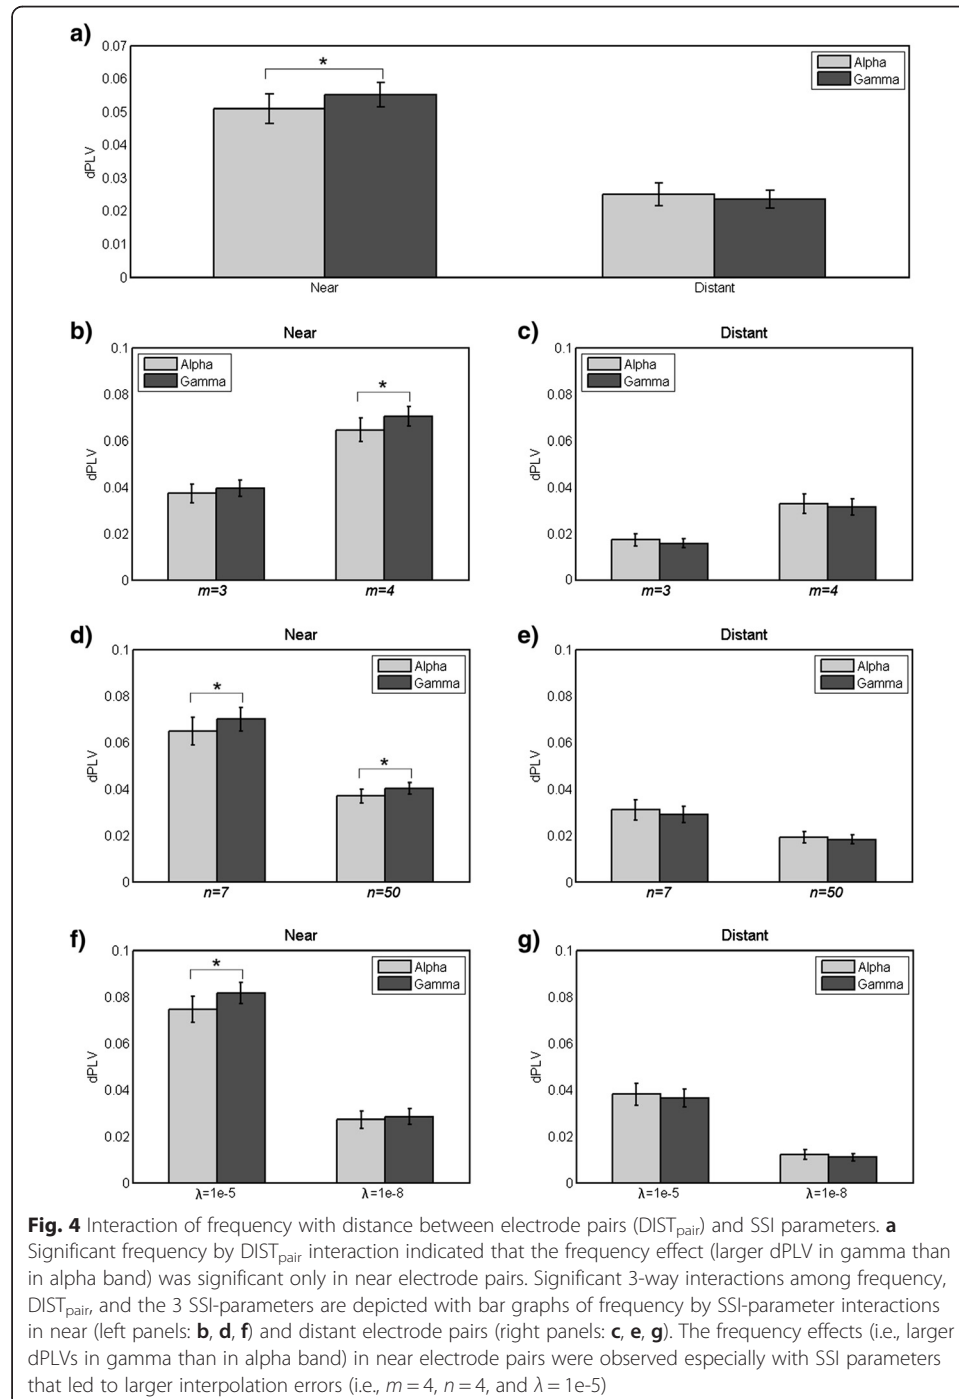 a)
0.07
0.06
0.05
0.04
0.03
0.02
0.01
0
dPLV
*
Alpha
Gamma
Near
Distant
b)
Near
0.1
0.08
0.06
0.04
0.02
0
dPLV
Alpha
Gamma
*
m=3
m=4
c)
Distant
0.1
0.08
0.06
0.04
0.02
0
dPLV
Alpha
Gamma
m=3
m=4
d)
Near
0.1
0.08
0.06
0.04
0.02
0
dPLV
Alpha
Gamma
*
*
n=7
n=50
e)
Distant
0.1
0.08
0.06
0.04
0.02
0
dPLV
Alpha
Gamma
n=7
n=50
f)
Near
0.1
0.08
0.06
0.04
0.02
0
dPLV
Alpha
Gamma
*
λ=1e-5
λ=1e-8
g)
Distant
0.1
0.08
0.06
0.04
0.02
0
dPLV
Alpha
Gamma
λ=1e-5
λ=1e-8
Fig. 4 Interaction of frequency with distance between electrode pairs (DISTpair) and SSI parameters. a
Significant frequency by DISTpair interaction indicated that the frequency effect (larger dPLV in gamma than
in alpha band) was significant only in near electrode pairs. Significant 3-way interactions among frequency,
DISTpair, and the 3 SSI-parameters are depicted with bar graphs of frequency by SSI-parameter interactions
in near (left panels: b, d, f) and distant electrode pairs (right panels: c, e, g). The frequency effects (i.e., larger
dPLVs in gamma than in alpha band) in near electrode pairs were observed especially with SSI parameters
that led to larger interpolation errors (i.e., m = 4, n = 4, and λ = 1e-5)